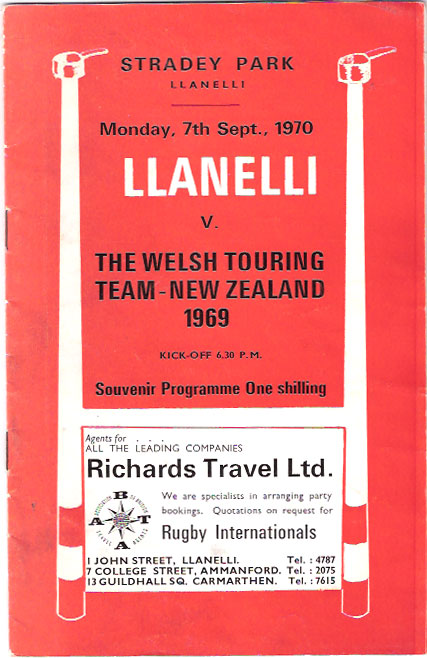 STRADEY PARK
LLANELLI
Monday, 7th Sept., 1970
LLANELLI
V.
THE WELSH TOURING
TEAM-NEW ZEALAND
1969
KICK-OFF 6.30 P.M.
Souvenir Programme One shilling
Agents for . . . .
ALL THE LEADING COMPANIES
Richards Travel Ltd.
We are specialists in arranging party
bookings. Quotations on request for
Rugby Internationals
A B T A
1 JOHN STREET, LLANELLI. Tel. : 4787
7 COLLEGE STREET, AMMANFORD. Tel. : 2075
13 GUILDHALL SQ. CARMARTHEN. Tel. : 7615